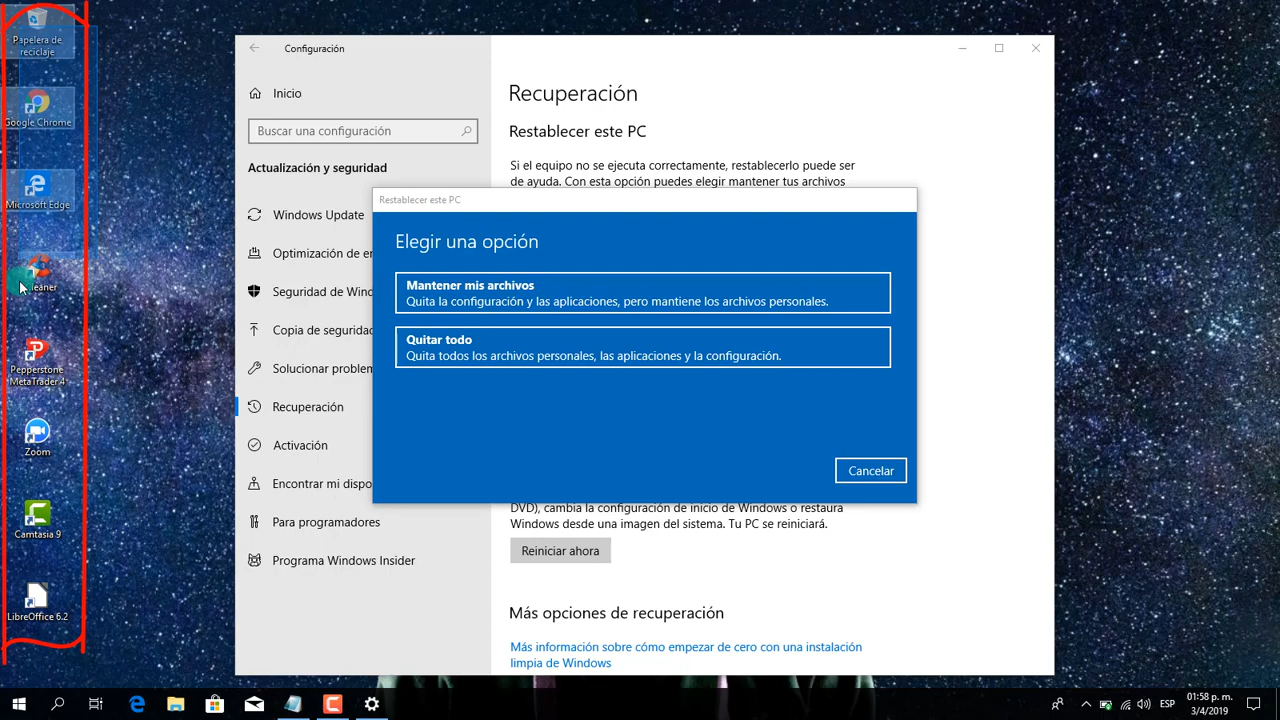 Papelera de
reciclaje
Google Chrome
Microsoft Edge
CCleaner
Pepperstone
MetaTrader 4
Zoom
Camtasia 9
LibreOffice 6.2
Configuración
Inicio
Buscar una configuración
Actualización y seguridad
Windows Update
Optimización de en
Seguridad de Wind
Copia de seguridad
Solucionar problem
Recuperación
Activación
Encontrar mi dispo
Para programadores
Programa Windows Insider
Recuperación
Restablecer este PC
Si el equipo no se ejecuta correctamente, restablecerlo puede ser
de ayuda. Con esta opción puedes elegir mantener tus archivos
Restablecer este PC
Elegir una opción
Mantener mis archivos
Quita la configuración y las aplicaciones, pero mantiene los archivos personales.
Quitar todo
Quita todos los archivos personales, las aplicaciones y la configuración.
Cancelar
DVD), cambia la configuración de inicio de Windows o restaura
Windows desde una imagen del sistema. Tu PC se reiniciará.
Reiniciar ahora
Más opciones de recuperación
Más información sobre cómo empezar de cero con una instalación
limpia de Windows
ESP
01:58 p. m.
3/4/2019